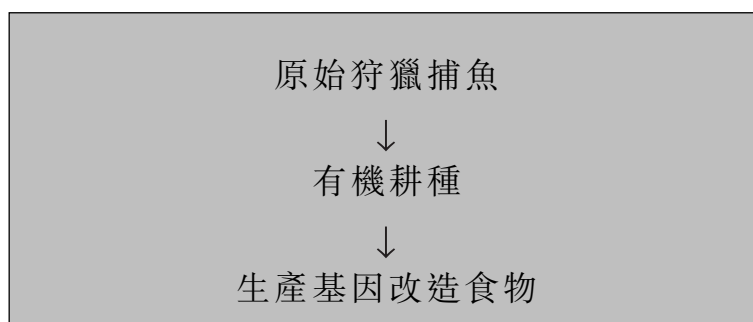 原始狩獵捕魚
↓
有機耕種
↓
生產基因改造食物